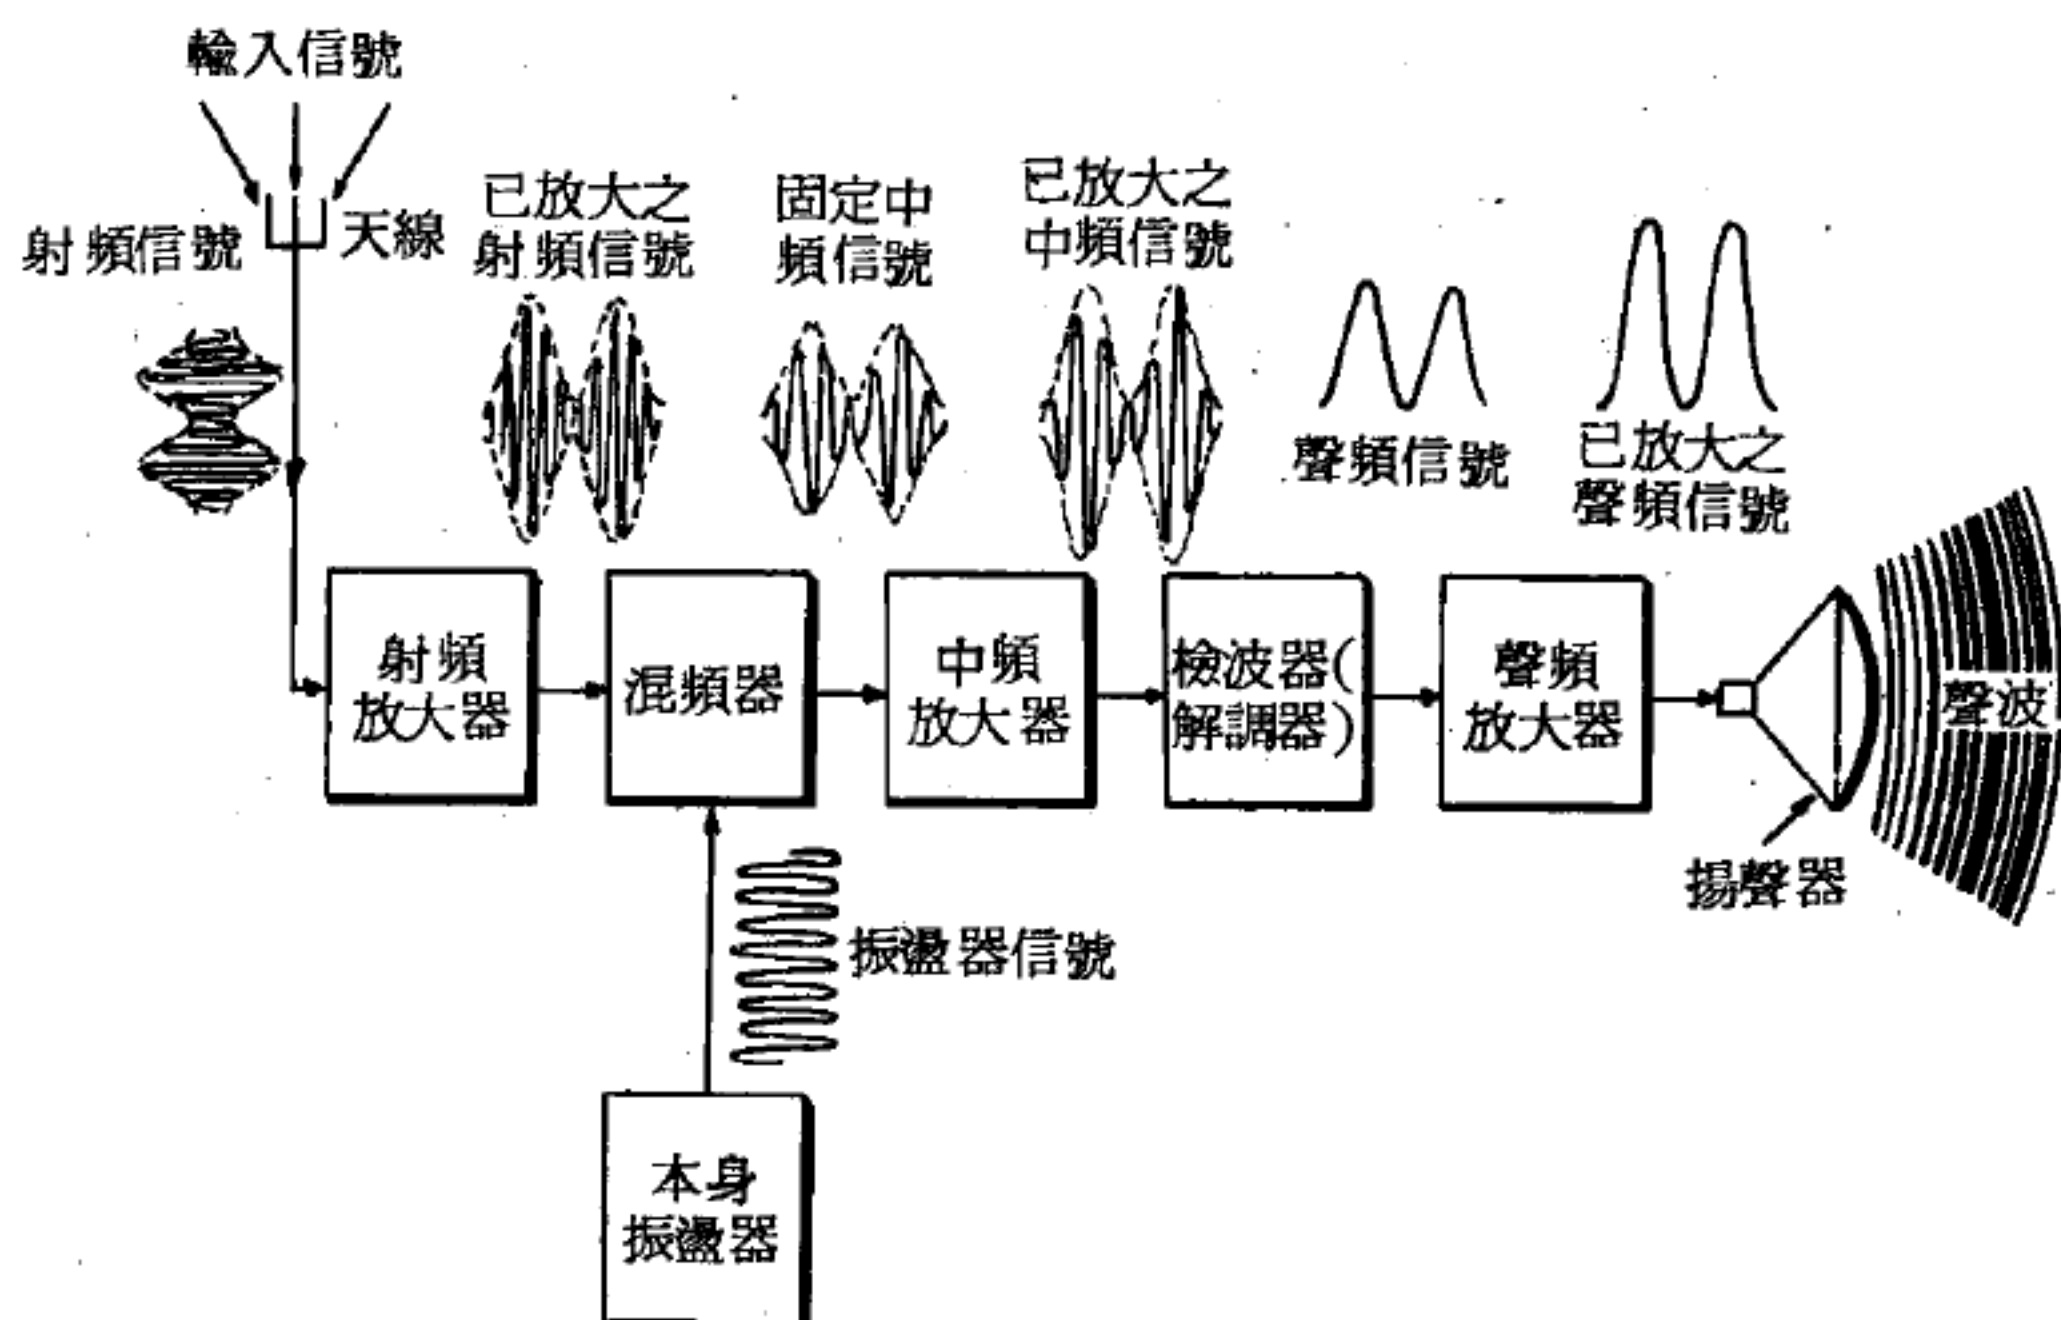 輸入信號
射頻信號
天線
已放大之
射頻信號
固定中
頻信號
已放大之
中頻信號
聲頻信號
已放大之
聲頻信號
射頻
放大器
混頻器
中頻
放大器
檢波器(
解調器)
聲頻
放大器
聲波
揚聲器
振盪器信號
本身
振盪器